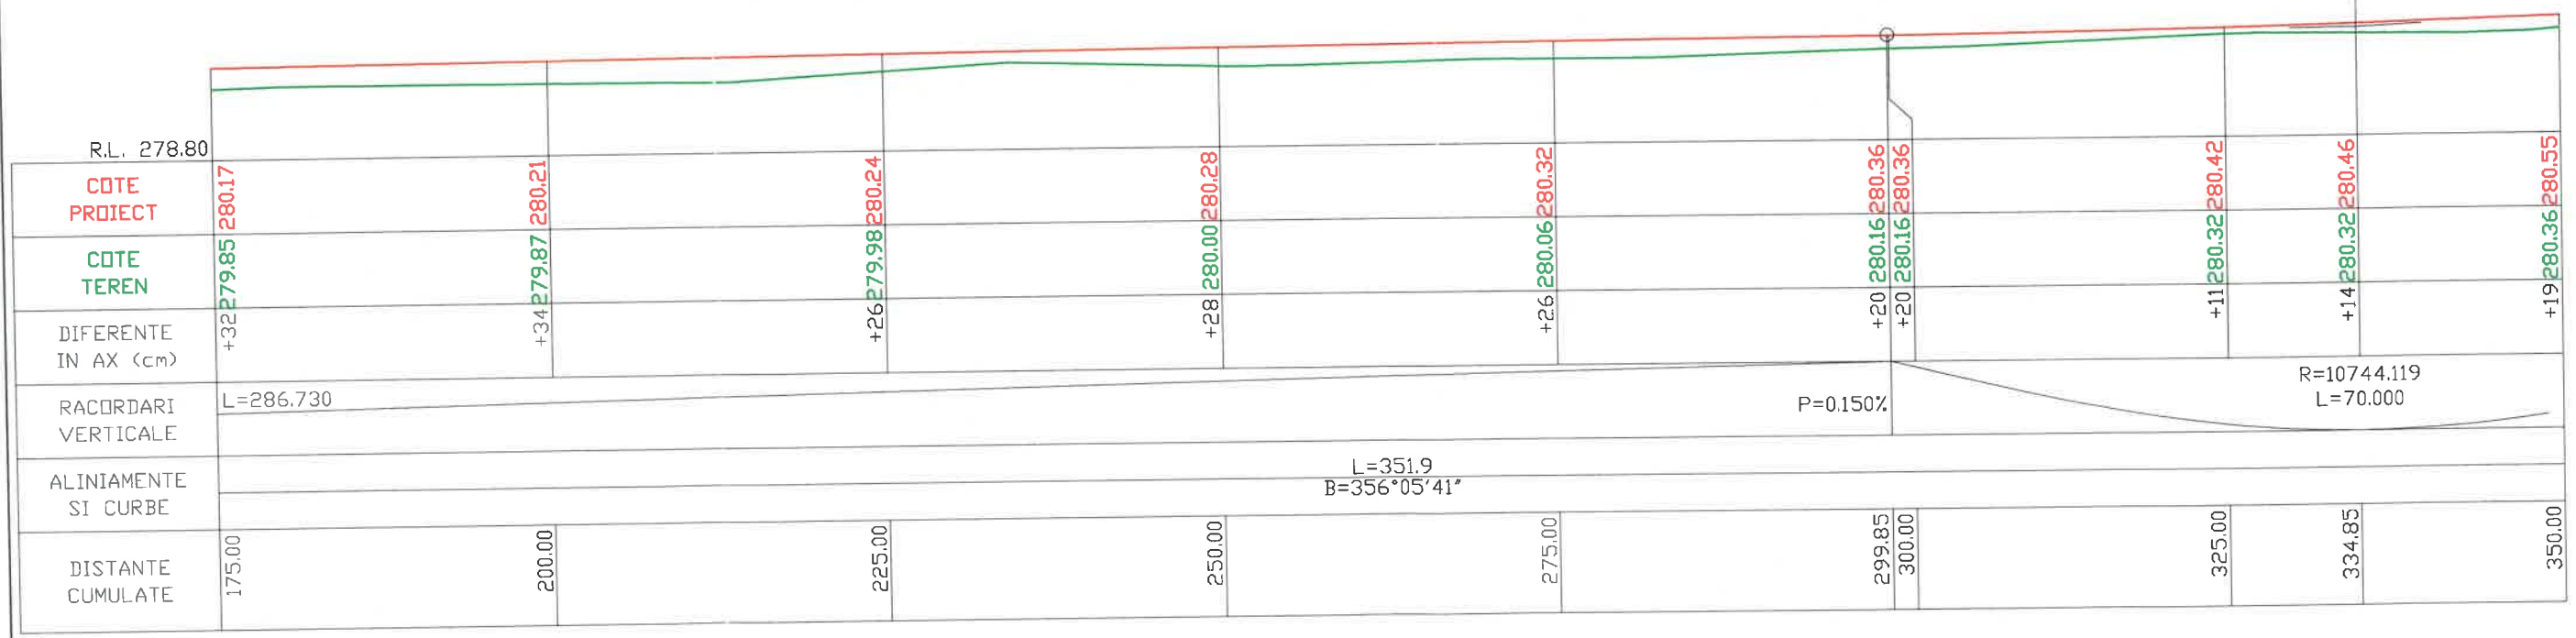 R.L. 278.80
COTE
PROIECT
280.17 280.21 280.24 280.28 280.32 280.36 280.36 280.42 280.46 280.55
COTE
TEREN
279.85 279.87 279.98 280.00 280.06 280.16 280.16 280.32 280.32 280.36
DIFERENTE
IN AX (cm)
+32 +34 +26 +28 +26 +20 +20 +11 +14 +19
RACORDARI
VERTICALE
L=286.730
P=0.150%
R=10744.119
L=70.000
ALINIAMENTE
SI CURBE
L=351.9
B=356°05'41"
DISTANTE
CUMULATE
175.00 200.00 225.00 250.00 275.00 299.85 300.00 325.00 334.85 350.00